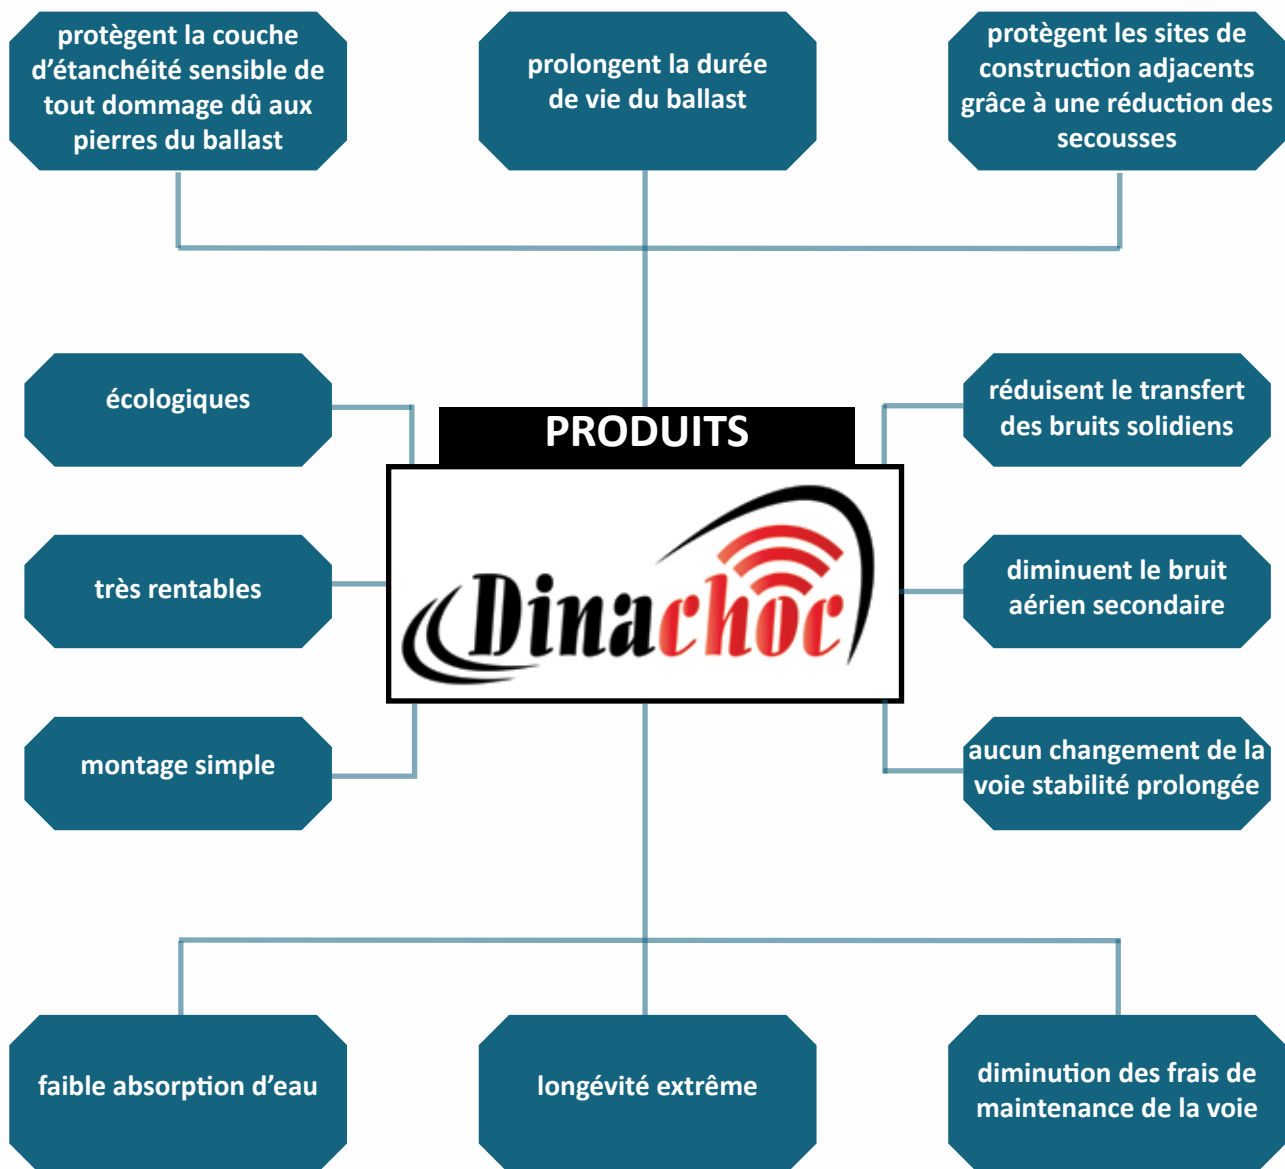 protègent la couche
d’étanchéité sensible de
tout dommage dû aux
pierres du ballast
prolongent la durée
de vie du ballast
protègent les sites de
construction adjacents
grâce à une réduction des
secousses
écologiques
PRODUITS
réduisent le transfert
des bruits solidiens
très rentables
Dinachoc
diminuent le bruit
aérien secondaire
montage simple
aucun changement de la
voie stabilité prolongée
faible absorption d’eau
longévité extrême
diminution des frais de
maintenance de la voie